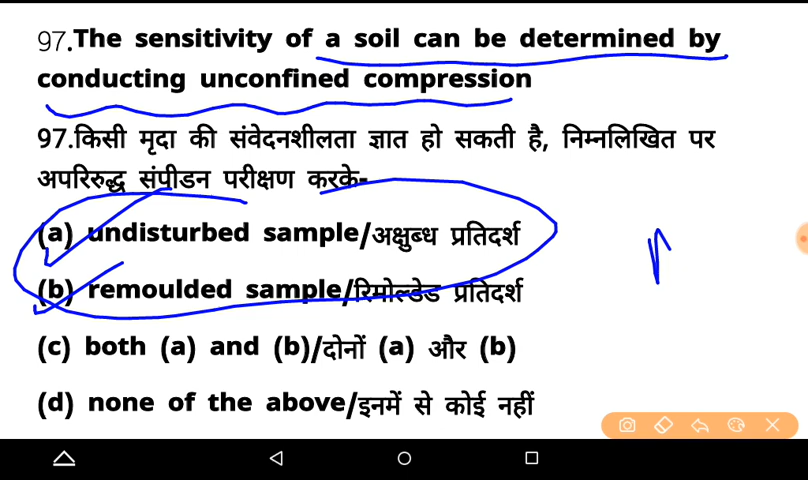 97.The sensitivity of a soil can be determined by
conducting unconfined compression
97.किसी मृदा की संवेदनशीलता ज्ञात हो सकती है, निम्नलिखित पर
अपरिरुद्ध संपीडन परीक्षण करके-
(a) undisturbed sample/अक्षुब्ध प्रतिदर्श
(b) remoulded sample/रिमोल्डेड प्रतिदर्श
(c) both (a) and (b)/दोनों (a) और (b)
(d) none of the above/इनमें से कोई नहीं